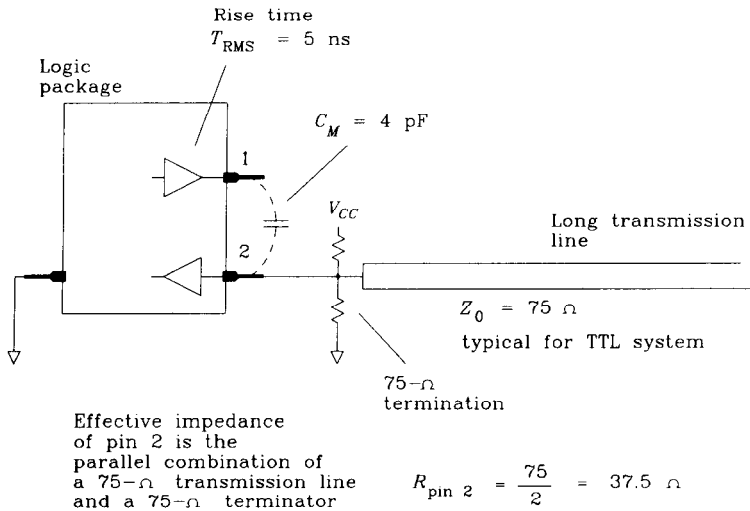 Rise time
T_RMS = 5 ns
Logic
package
C_M = 4 pF
1
V_CC
2
Long transmission
line
Z_0 = 75 Ω
typical for TTL system
75-Ω
termination
Effective impedance
of pin 2 is the
parallel combination of
a 75-Ω transmission line
and a 75-Ω terminator
R_pin 2 = 75/2 = 37.5 Ω